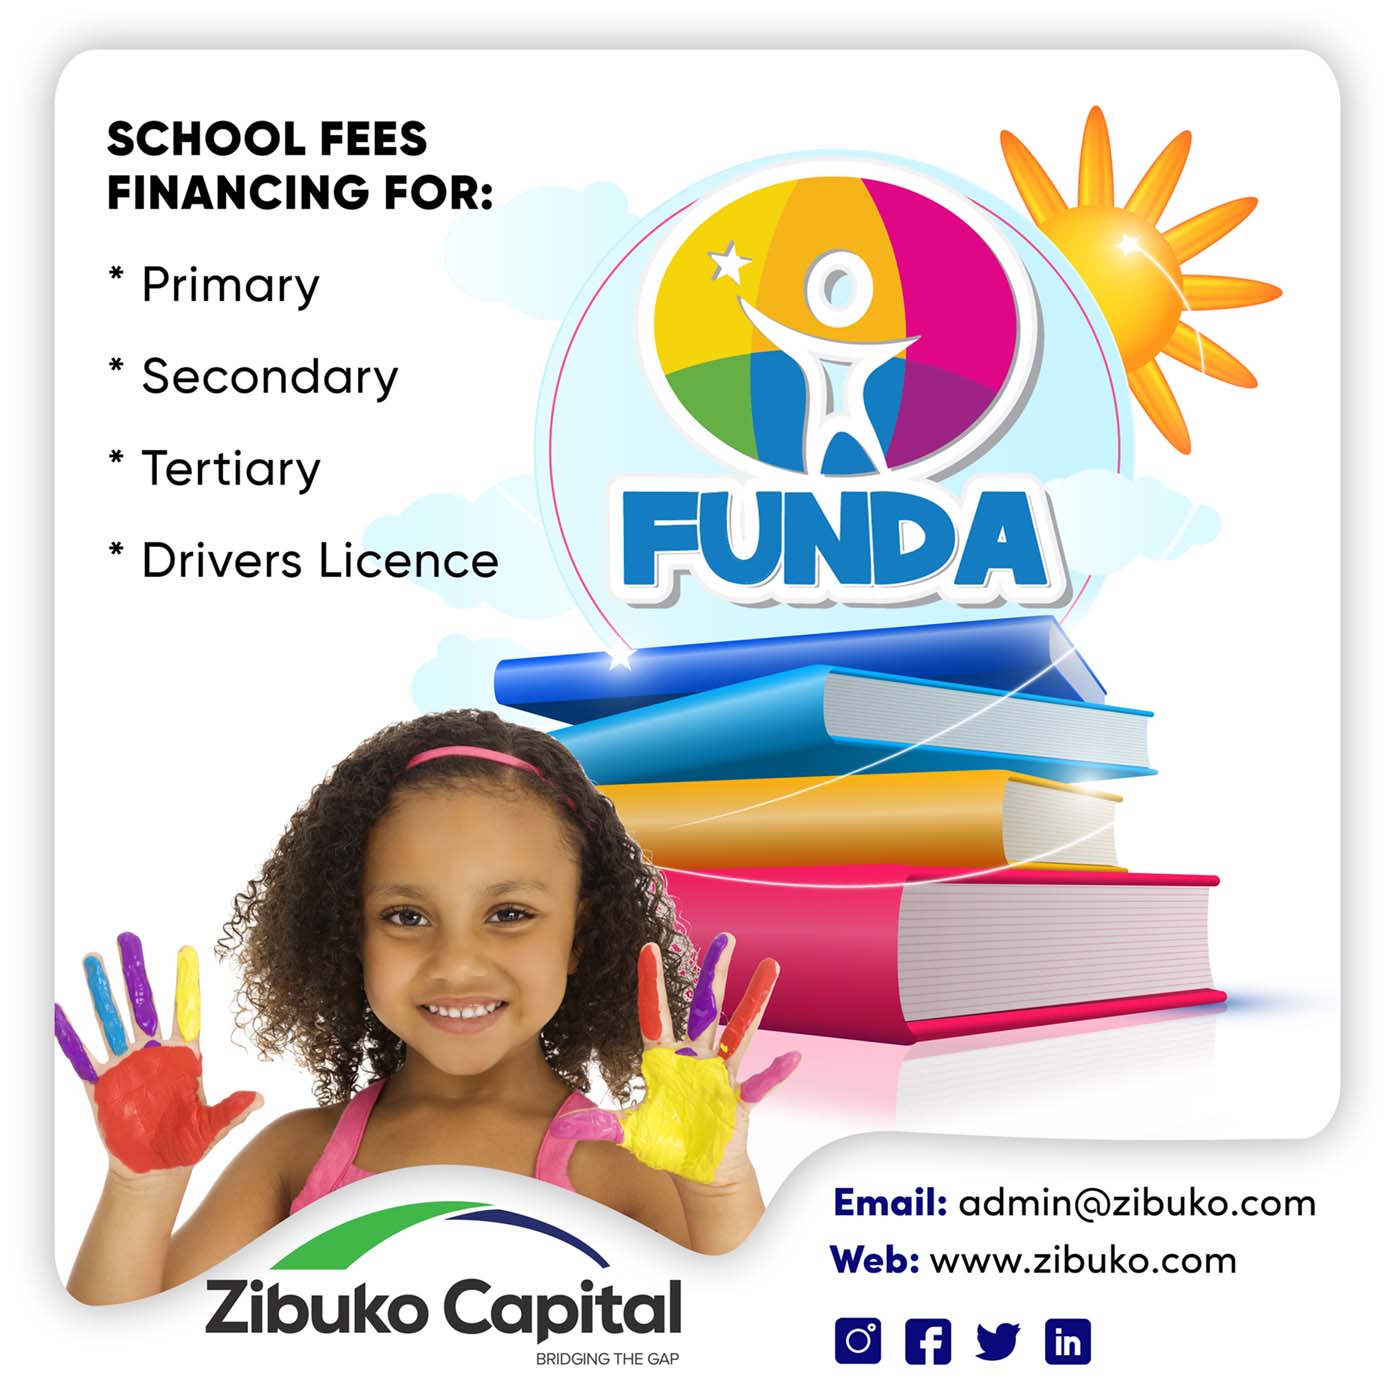 SCHOOL FEES
FINANCING FOR:
* Primary
* Secondary
* Tertiary
* Drivers Licence
FUNDA
Zibuko Capital
BRIDGING THE GAP
Email: admin@zibuko.com
Web: www.zibuko.com